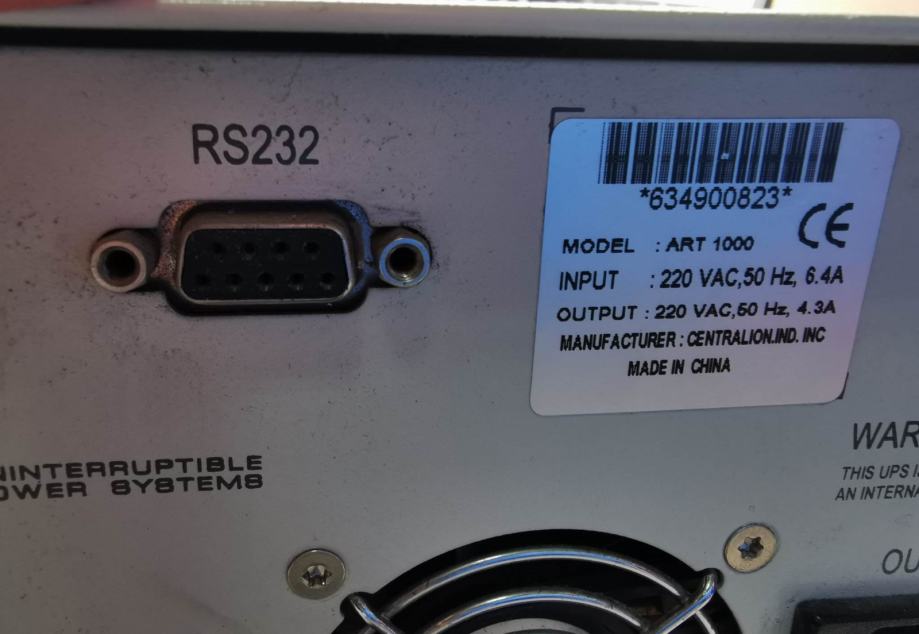 RS232
*634900823*
CE
MODEL : ART 1000
INPUT : 220 VAC,50 Hz, 6.4A
OUTPUT : 220 VAC,50 Hz, 4.3A
MANUFACTURER : CENTRALION.IND. INC
MADE IN CHINA
NINTERRUPTIBLE
OWER SYSTEMS
WAR
THIS UPS I
AN INTERNA
OU